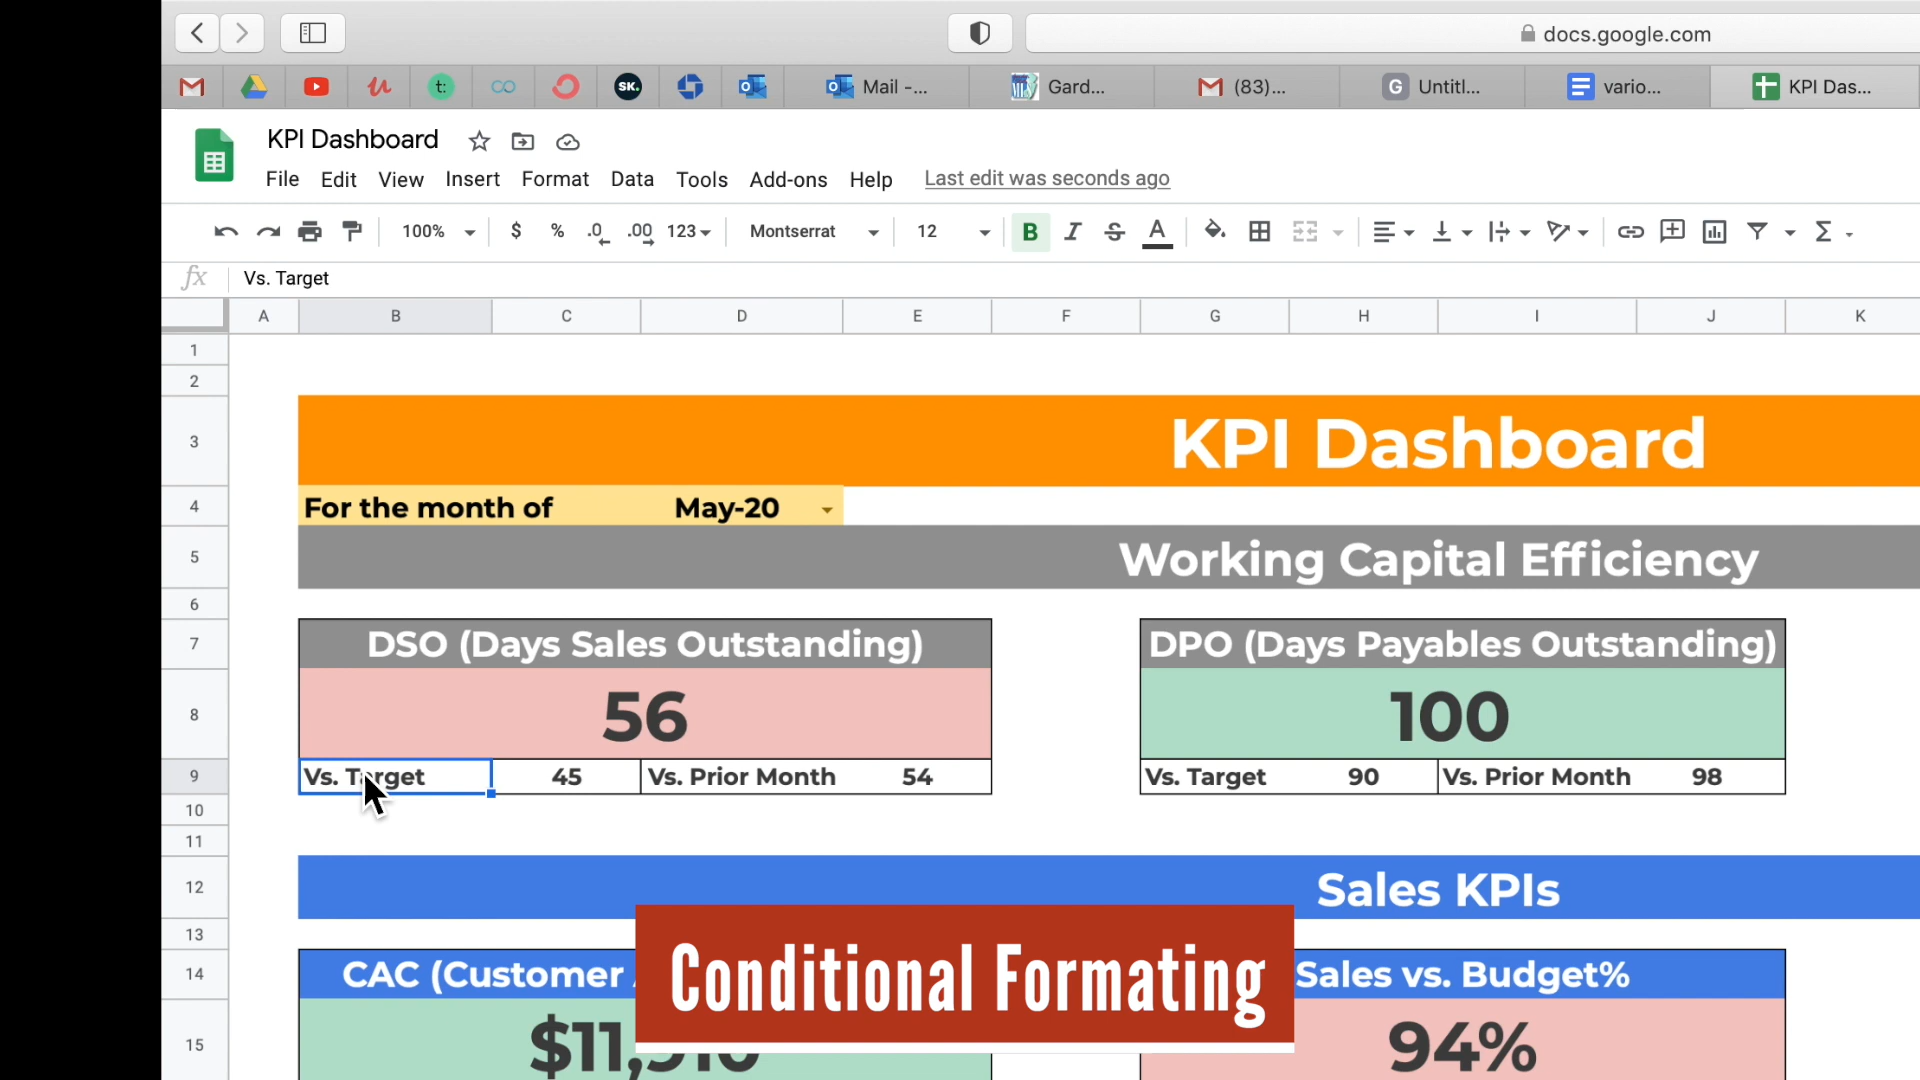 docs.google.com
t:
sk.
Mail -...
Gard...
(83)...
G
Untitl...
vario...
KPI Das...
KPI Dashboard
File Edit View Insert Format Data Tools Add-ons Help Last edit was seconds ago
100% $ % .0 .00 123 Montserrat 12 B I S A Σ
fx Vs. Target
A B C D E F G H I J K
1
2
3 KPI Dashboard
4 For the month of May-20
5 Working Capital Efficiency
6
7 DSO (Days Sales Outstanding) DPO (Days Payables Outstanding)
8 56 100
9 Vs. Target 45 Vs. Prior Month 54 Vs. Target 90 Vs. Prior Month 98
10
11
12 Sales KPIs
13
14 CAC (Customer Sales vs. Budget%
Conditional Formating
15 94%